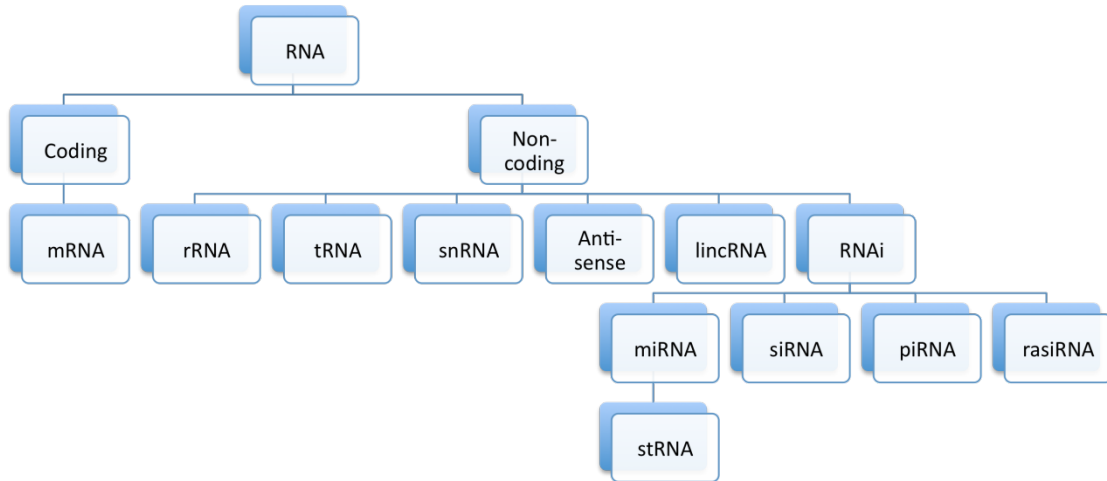 RNA
Coding
Non-
coding
mRNA
rRNA
tRNA
snRNA
Anti-
sense
lincRNA
RNAi
miRNA
siRNA
piRNA
rasiRNA
stRNA